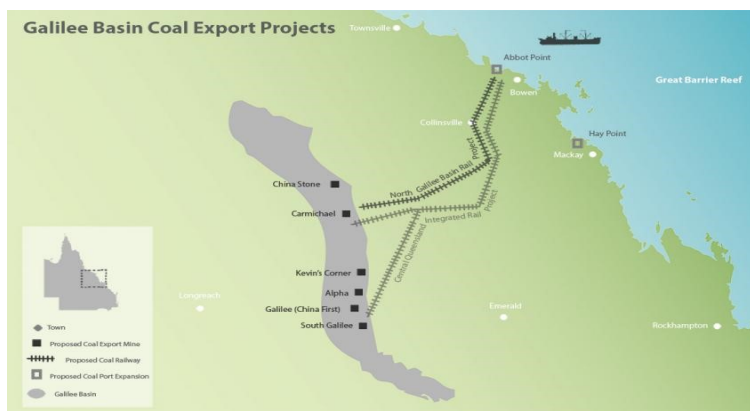 Galilee Basin Coal Export Projects
Townsville
Abbot Point
Bowen
Great Barrier Reef
Collinsville
Hay Point
Mackay
North Galilee Basin Rail Project
China Stone
Carmichael
Central Queensland Integrated Rail Project
Kevin's Corner
Alpha
Galilee (China First)
South Galilee
Longreach
Emerald
Rockhampton
Town
Proposed Coal Export Mine
Proposed Coal Railway
Proposed Coal Port Expansion
Galilee Basin